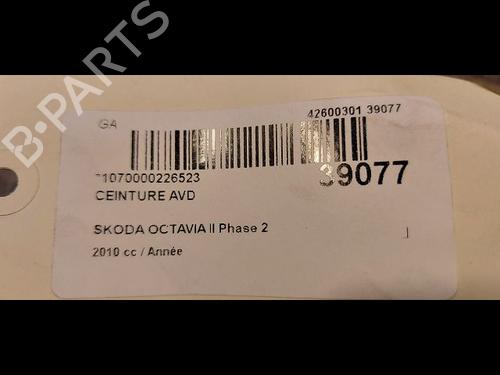 GA
42600301 39077
*1070000226523
39077
CEINTURE AVD
SKODA OCTAVIA II Phase 2
2010 cc / Année
B-PARTS